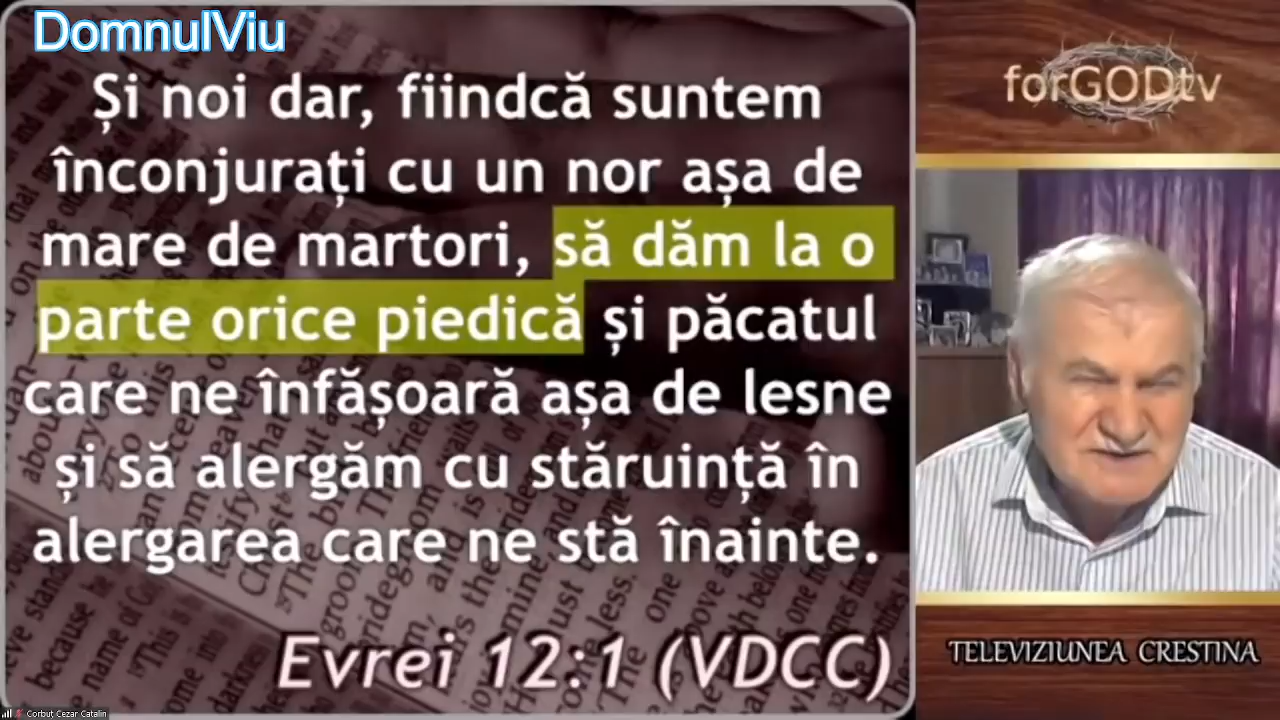 DomnulViu
Și noi dar, fiindcă suntem
înconjurați cu un nor așa de
mare de martori, să dăm la o
parte orice piedică și păcatul
care ne înfășoară așa de lesne
și să alergăm cu stăruință în
alergarea care ne stă înainte.
Evrei 12:1 (VDCC)
forGODtv
TELEVIZIUNEA CRESTINA
Corbuț Cezar Catalin